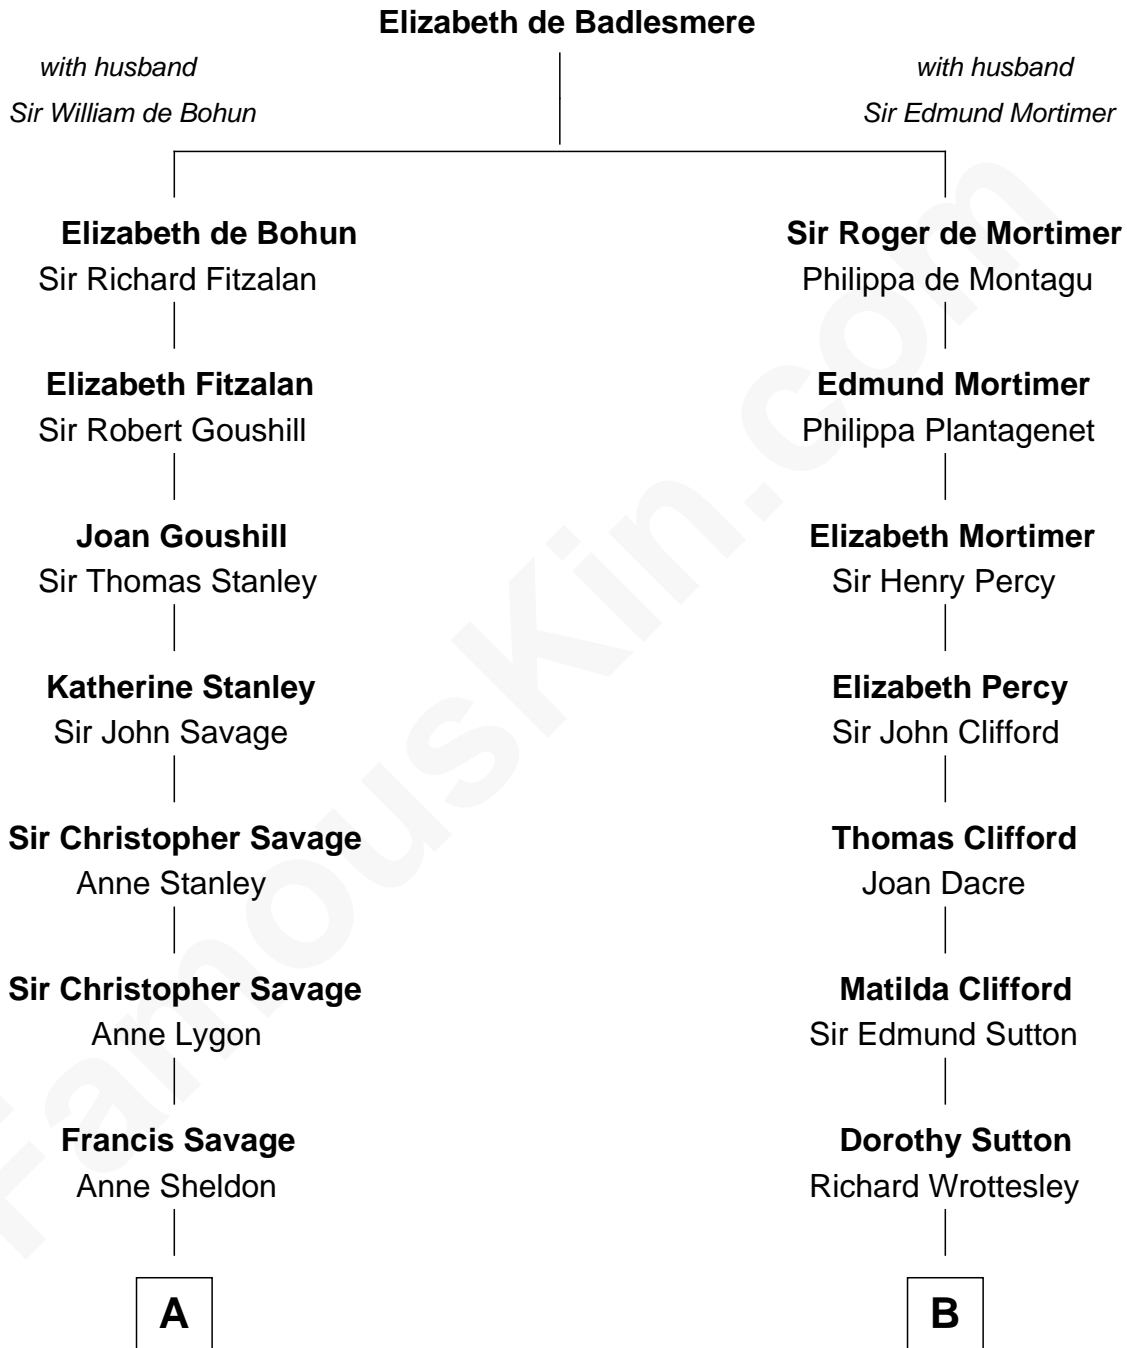 Elizabeth de Badlesmere
with husband
Sir William de Bohun
with husband
Sir Edmund Mortimer
Elizabeth de Bohun
Sir Richard Fitzalan
Sir Roger de Mortimer
Philippa de Montagu
Elizabeth Fitzalan
Sir Robert Goushill
Edmund Mortimer
Philippa Plantagenet
Joan Goushill
Sir Thomas Stanley
Elizabeth Mortimer
Sir Henry Percy
Katherine Stanley
Sir John Savage
Elizabeth Percy
Sir John Clifford
Sir Christopher Savage
Anne Stanley
Thomas Clifford
Joan Dacre
Sir Christopher Savage
Anne Lygon
Matilda Clifford
Sir Edmund Sutton
Francis Savage
Anne Sheldon
Dorothy Sutton
Richard Wrottesley
A
B
FamousKin.com